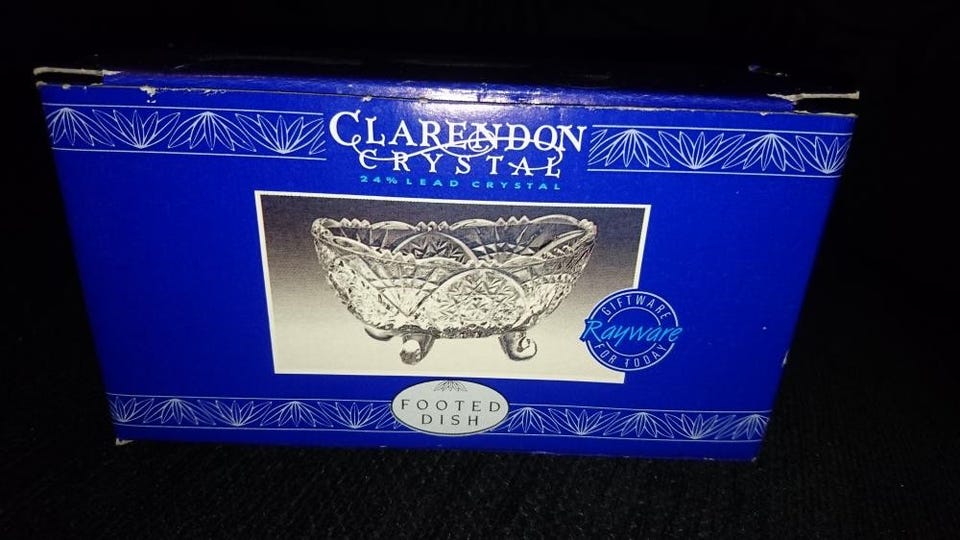 CLARENDON
CRYSTAL
24% LEAD CRYSTAL
GIFTWARE
Rayware
FOR TODAY
FOOTED
DISH